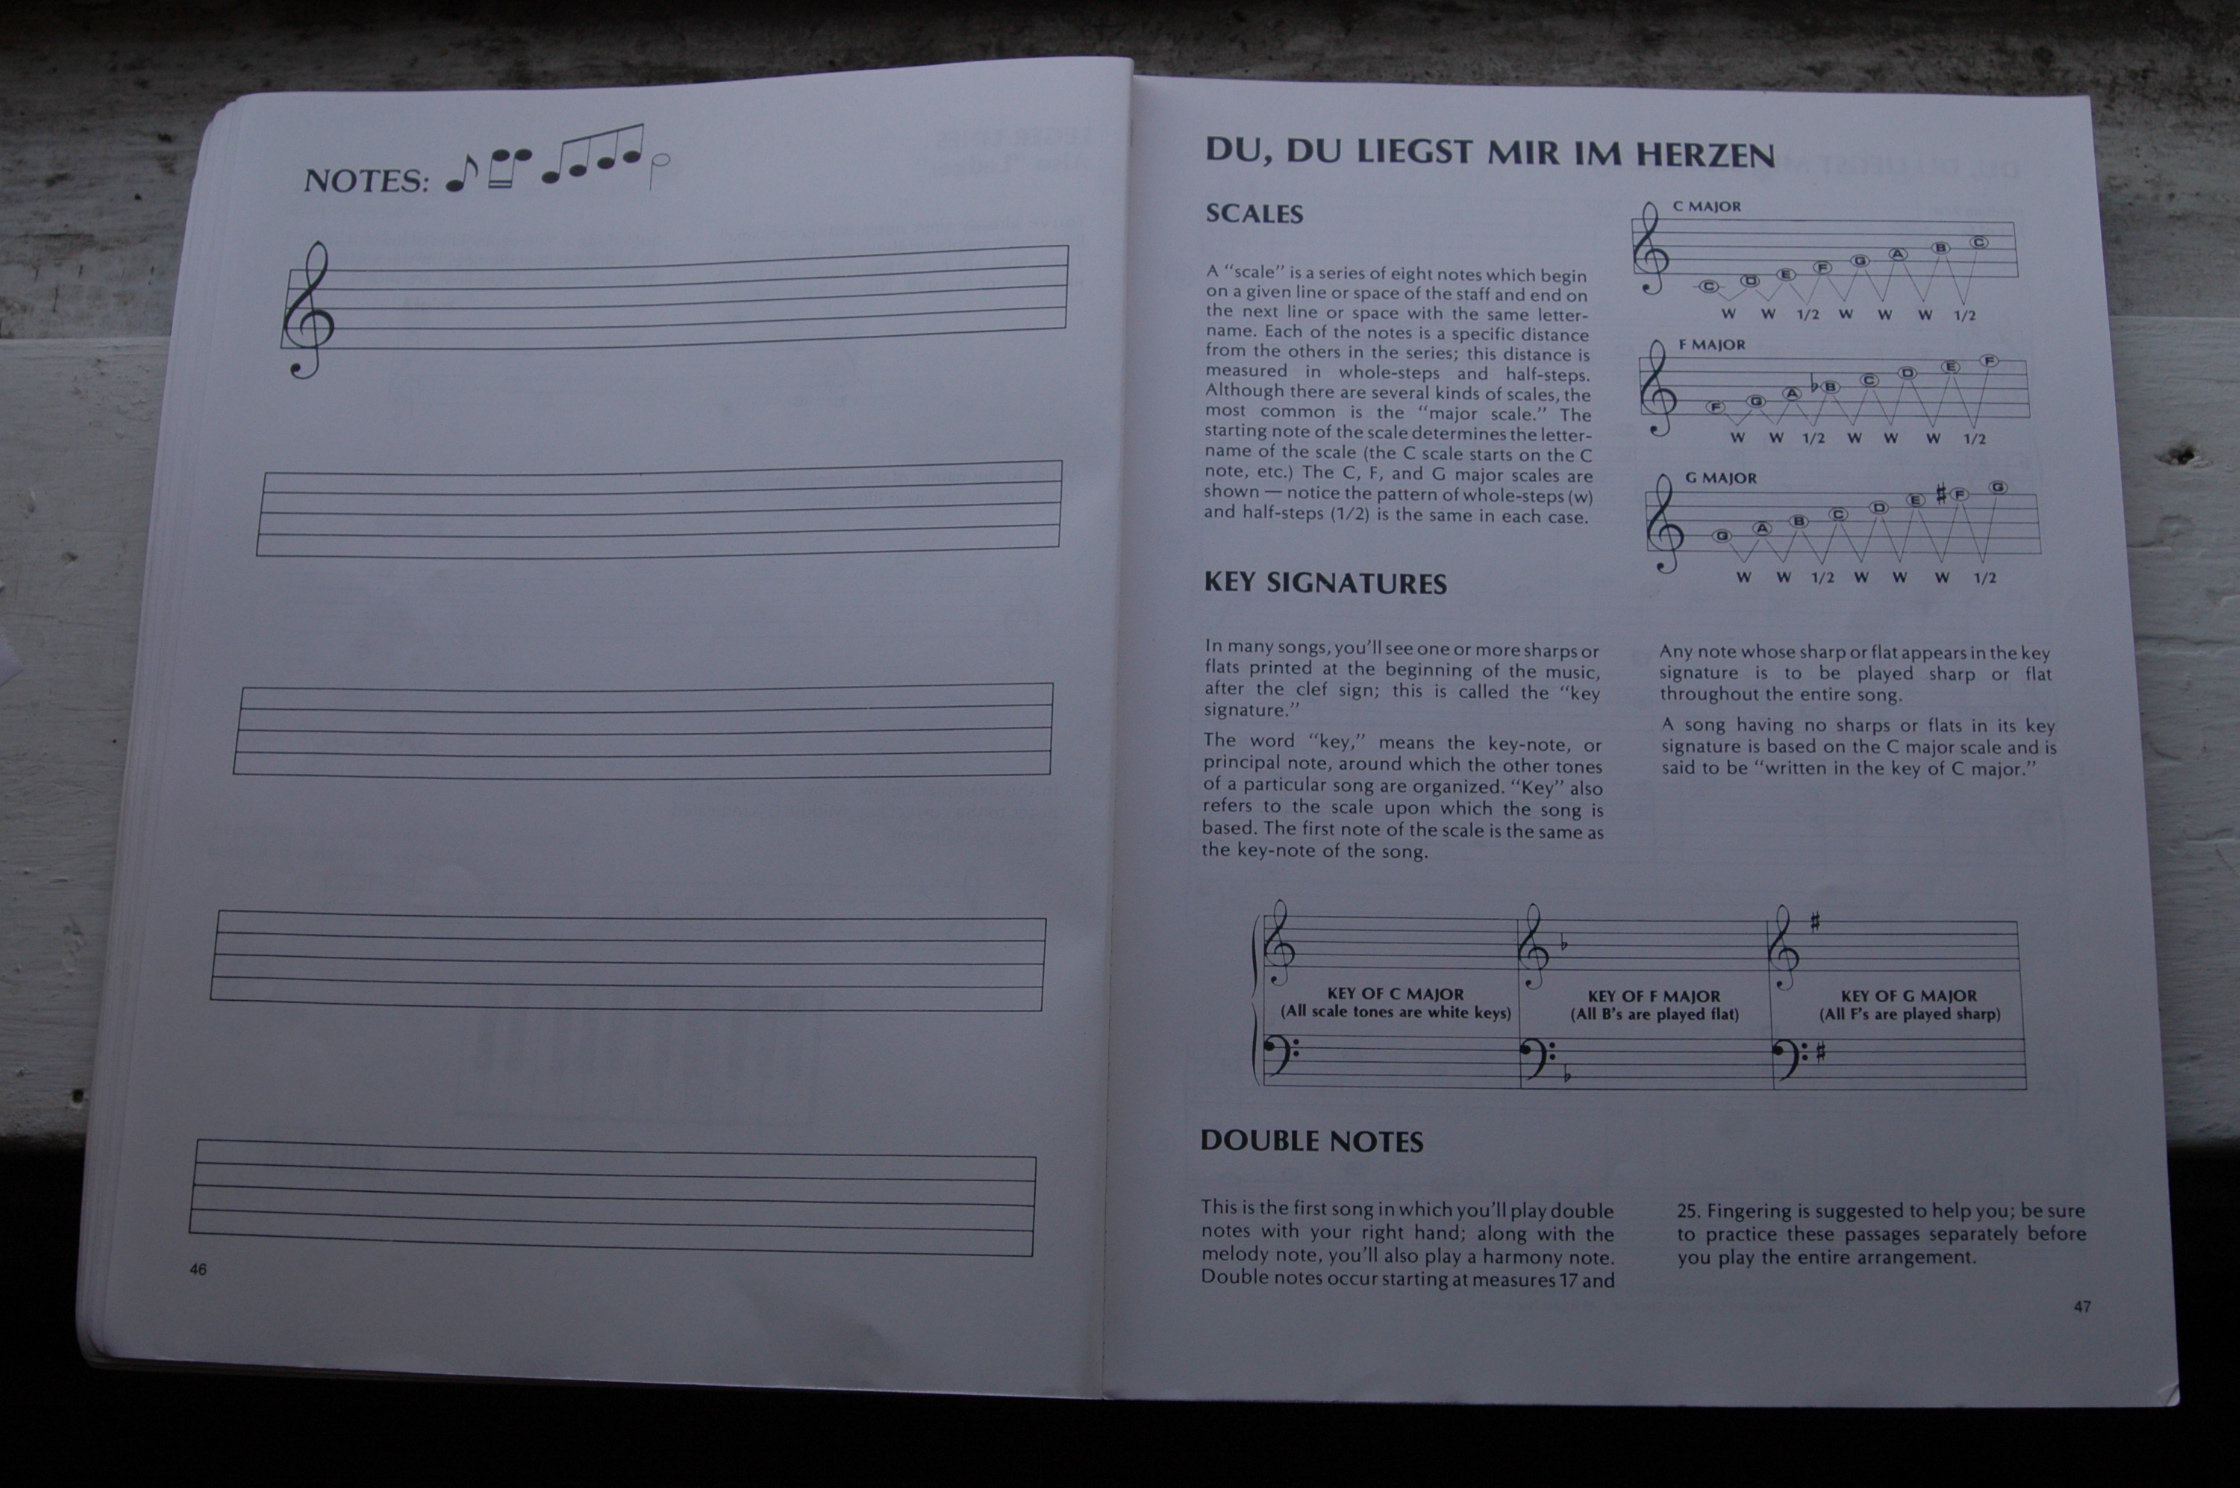 NOTES:
46
DU, DU LIEGST MIR IM HERZEN
SCALES
A “scale” is a series of eight notes which begin
on a given line or space of the staff and end on
the next line or space with the same letter-
name. Each of the notes is a specific distance
from the others in the series; this distance is
measured in whole-steps and half-steps.
Although there are several kinds of scales, the
most common is the “major scale.” The
starting note of the scale determines the letter-
name of the scale (the C scale starts on the C
note, etc.) The C, F, and G major scales are
shown — notice the pattern of whole-steps (w)
and half-steps (1/2) is the same in each case.
C MAJOR
C D E F G A B C
W W 1/2 W W W 1/2
F MAJOR
F G A ♭B C D E F
W W 1/2 W W W 1/2
G MAJOR
G A B C D E ♯F G
W W 1/2 W W W 1/2
KEY SIGNATURES
In many songs, you’ll see one or more sharps or
flats printed at the beginning of the music,
after the clef sign; this is called the “key
signature.”
The word “key,” means the key-note, or
principal note, around which the other tones
of a particular song are organized. “Key” also
refers to the scale upon which the song is
based. The first note of the scale is the same as
the key-note of the song.
Any note whose sharp or flat appears in the key
signature is to be played sharp or flat
throughout the entire song.
A song having no sharps or flats in its key
signature is based on the C major scale and is
said to be “written in the key of C major.”
KEY OF C MAJOR
(All scale tones are white keys)
KEY OF F MAJOR
(All B’s are played flat)
KEY OF G MAJOR
(All F’s are played sharp)
DOUBLE NOTES
This is the first song in which you’ll play double
notes with your right hand; along with the
melody note, you’ll also play a harmony note.
Double notes occur starting at measures 17 and
25. Fingering is suggested to help you; be sure
to practice these passages separately before
you play the entire arrangement.
47